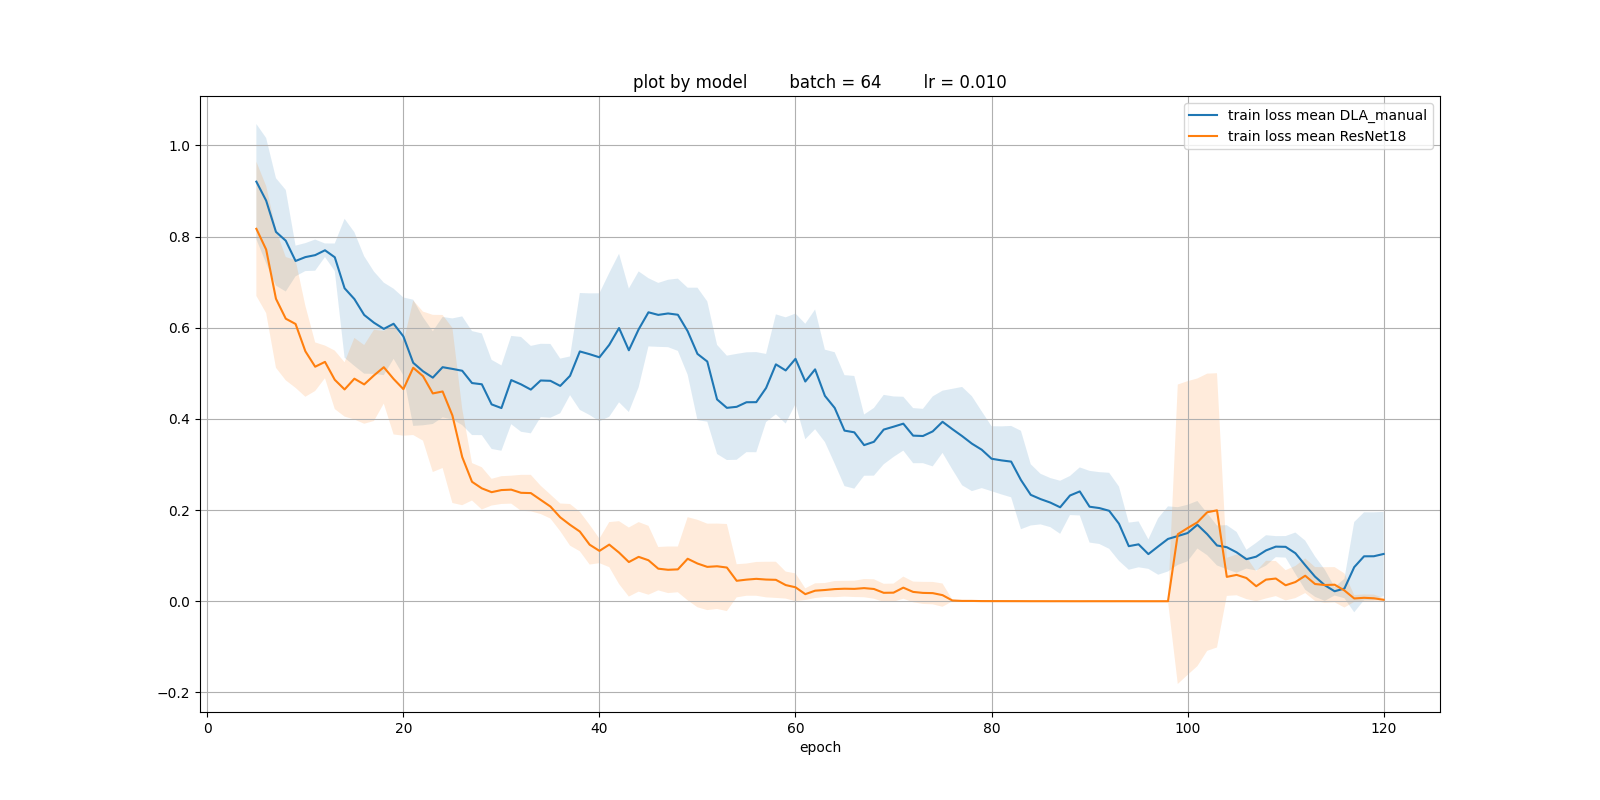 plot by model batch = 64 lr = 0.010
train loss mean DLA_manual
train loss mean ResNet18
1.0
0.8
0.6
0.4
0.2
0.0
−0.2
0 20 40 60 80 100 120
epoch